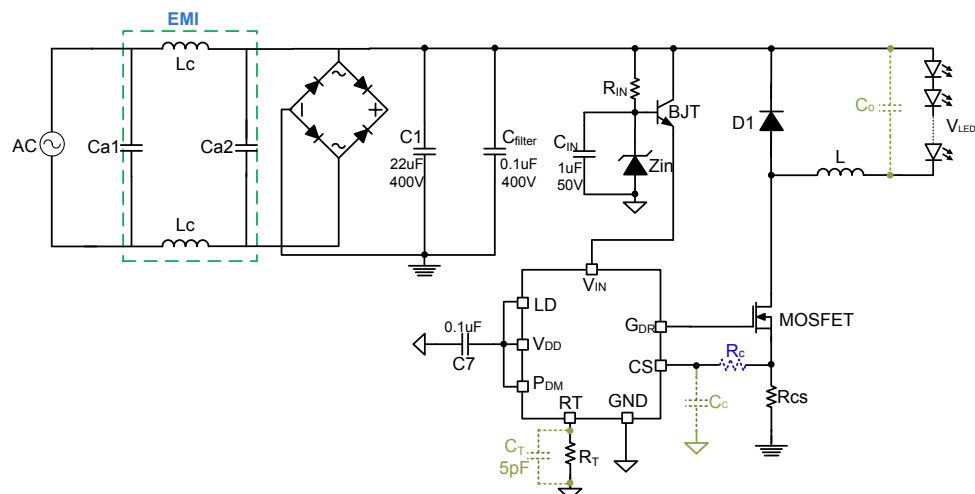 EMI
Lc
AC
Ca1
Ca2
Lc
C1
22uF
400V
Cfilter
0.1uF
400V
RIN
BJT
CIN
1uF
50V
Zin
D1
L
Co
VLED
VIN
LD
VDD
PDM
0.1uF
C7
GDR
CS
RT
GND
MOSFET
Rc
Cc
Rcs
CT
5pF
RT